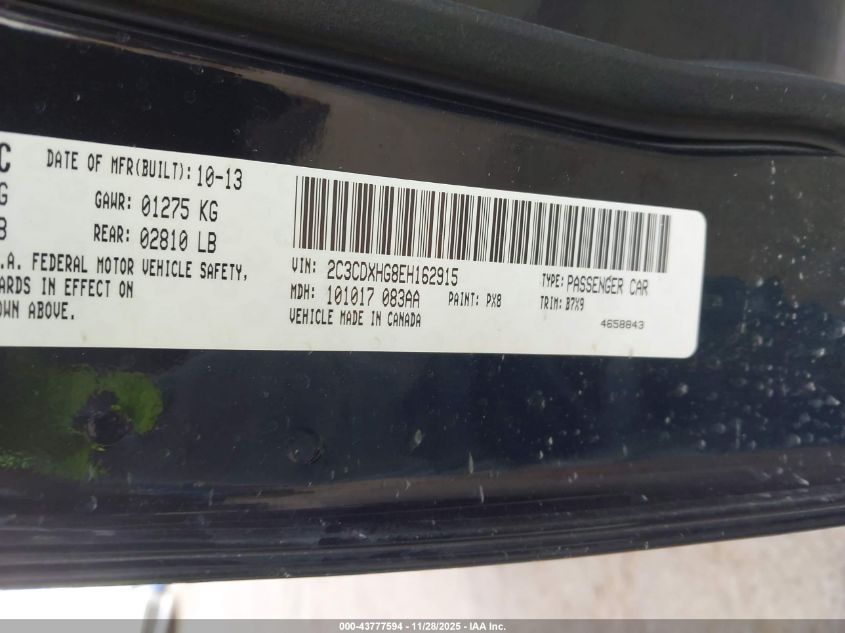 C DATE OF MFR(BUILT): 10-13
G GAWR: 01275 KG
B REAR: 02810 LB
.A. FEDERAL MOTOR VEHICLE SAFETY,
ARDS IN EFFECT ON
OWN ABOVE.
VIN: 2C3CDXHG8EH162915
TYPE: PASSENGER CAR
MDH: 101017 083AA PAINT: PX8 TRIM: B7X9
VEHICLE MADE IN CANADA 4658843
000-43777594 - 11/28/2025 - IAA Inc.